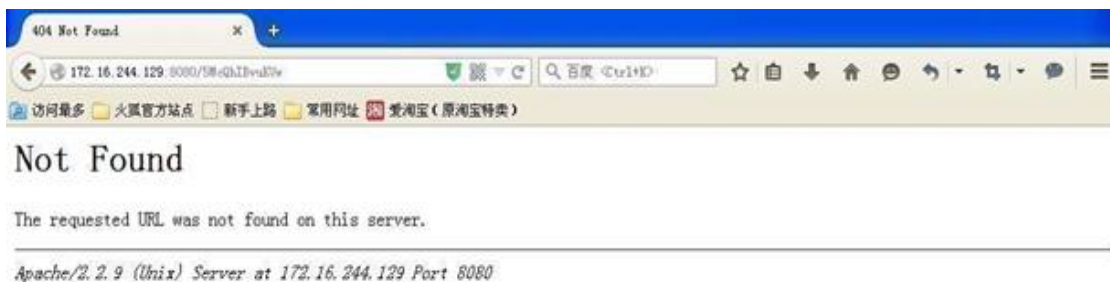 404 Not Found
172.16.244.129:8080/
百度 <Ctrl+K>
访问最多 火狐官方站点 新手上路 常用网址 爱淘宝(原淘宝特卖)
Not Found
The requested URL was not found on this server.
Apache/2.2.9 (Unix) Server at 172.16.244.129 Port 8080